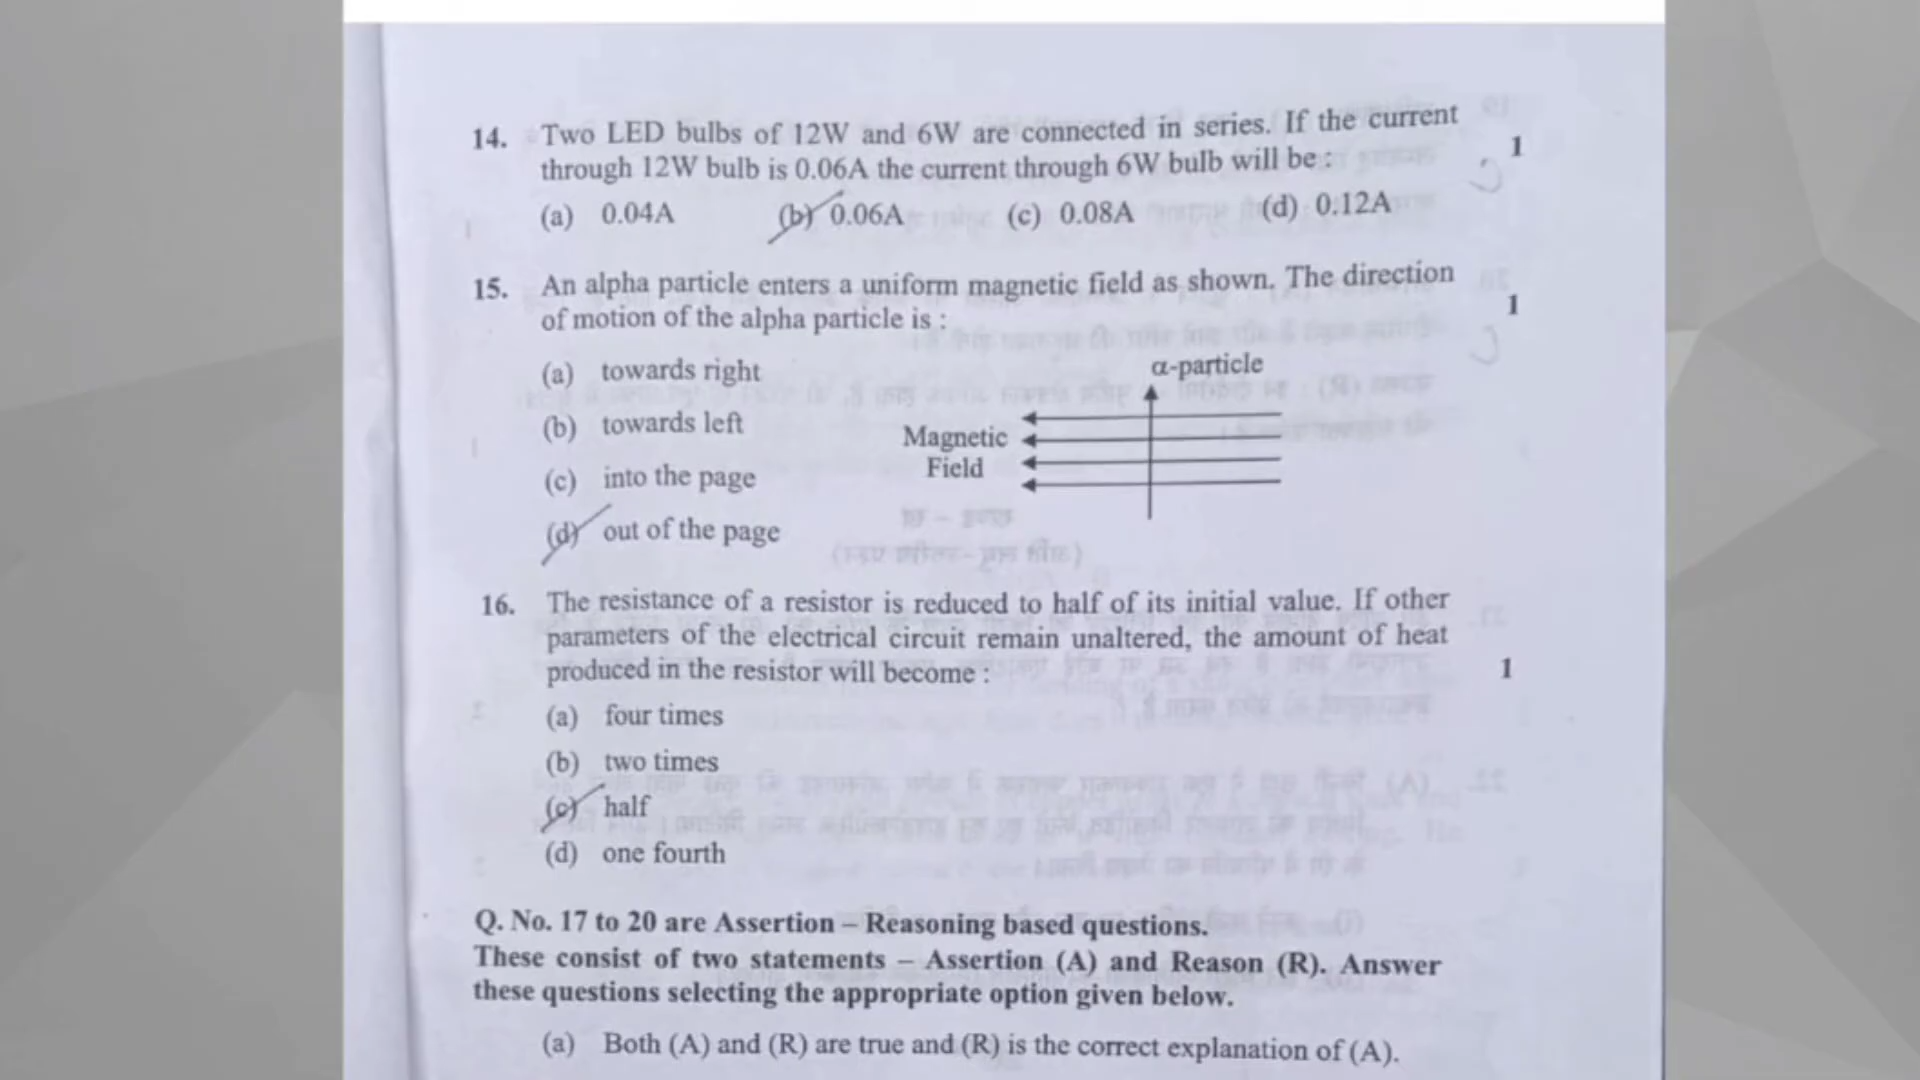 14. Two LED bulbs of 12W and 6W are connected in series. If the current
through 12W bulb is 0.06A the current through 6W bulb will be : 1
(a) 0.04A (b) 0.06A (c) 0.08A (d) 0.12A
15. An alpha particle enters a uniform magnetic field as shown. The direction
of motion of the alpha particle is : 1
(a) towards right
(b) towards left
(c) into the page
(d) out of the page
α-particle
Magnetic
Field
16. The resistance of a resistor is reduced to half of its initial value. If other
parameters of the electrical circuit remain unaltered, the amount of heat
produced in the resistor will become : 1
(a) four times
(b) two times
(c) half
(d) one fourth
Q. No. 17 to 20 are Assertion – Reasoning based questions.
These consist of two statements – Assertion (A) and Reason (R). Answer
these questions selecting the appropriate option given below.
(a) Both (A) and (R) are true and (R) is the correct explanation of (A).